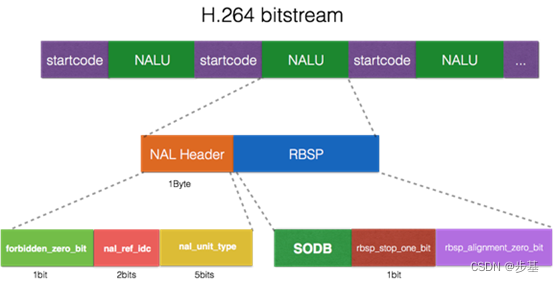 H.264 bitstream
startcode NALU startcode NALU startcode NALU ...
NAL Header RBSP
1Byte
forbidden_zero_bit nal_ref_idc nal_unit_type SODB rbsp_stop_one_bit rbsp_alignment_zero_bit
1bit 2bits 5bits 1bit
CSDN @步基